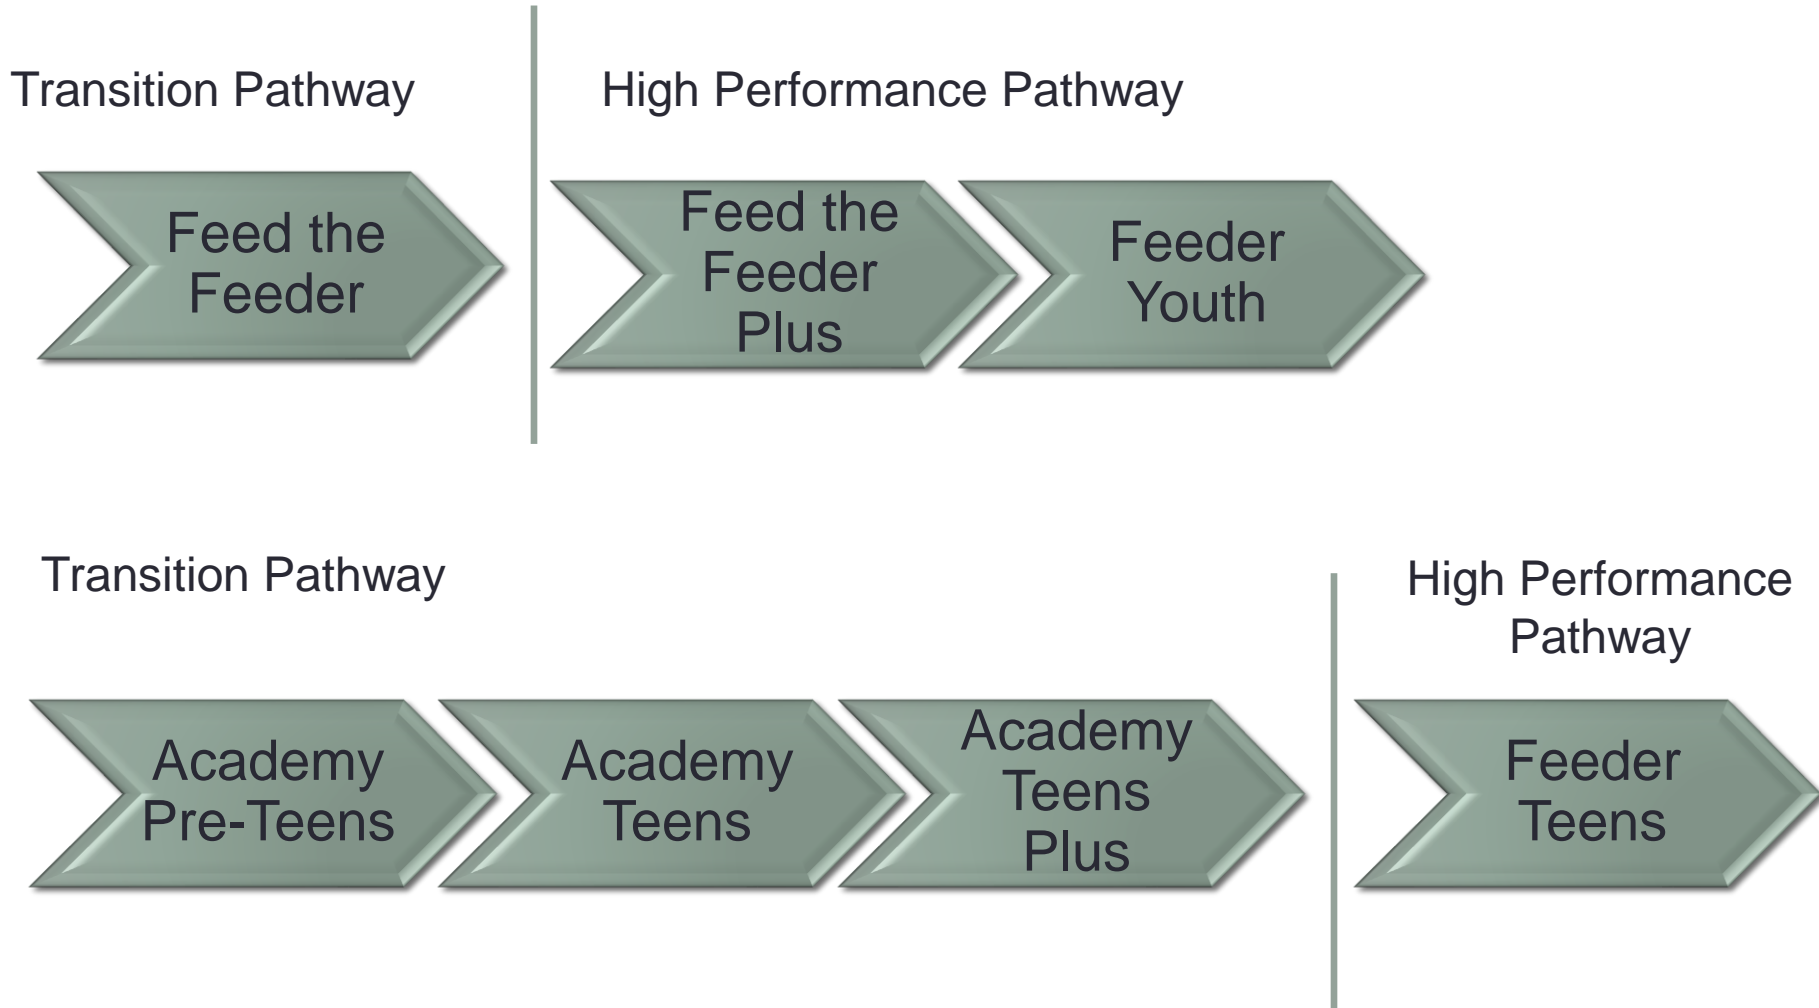 Transition Pathway
High Performance Pathway
Feed the
Feeder
Feed the
Feeder
Plus
Feeder
Youth
Transition Pathway
High Performance
Pathway
Academy
Pre-Teens
Academy
Teens
Academy
Teens
Plus
Feeder
Teens